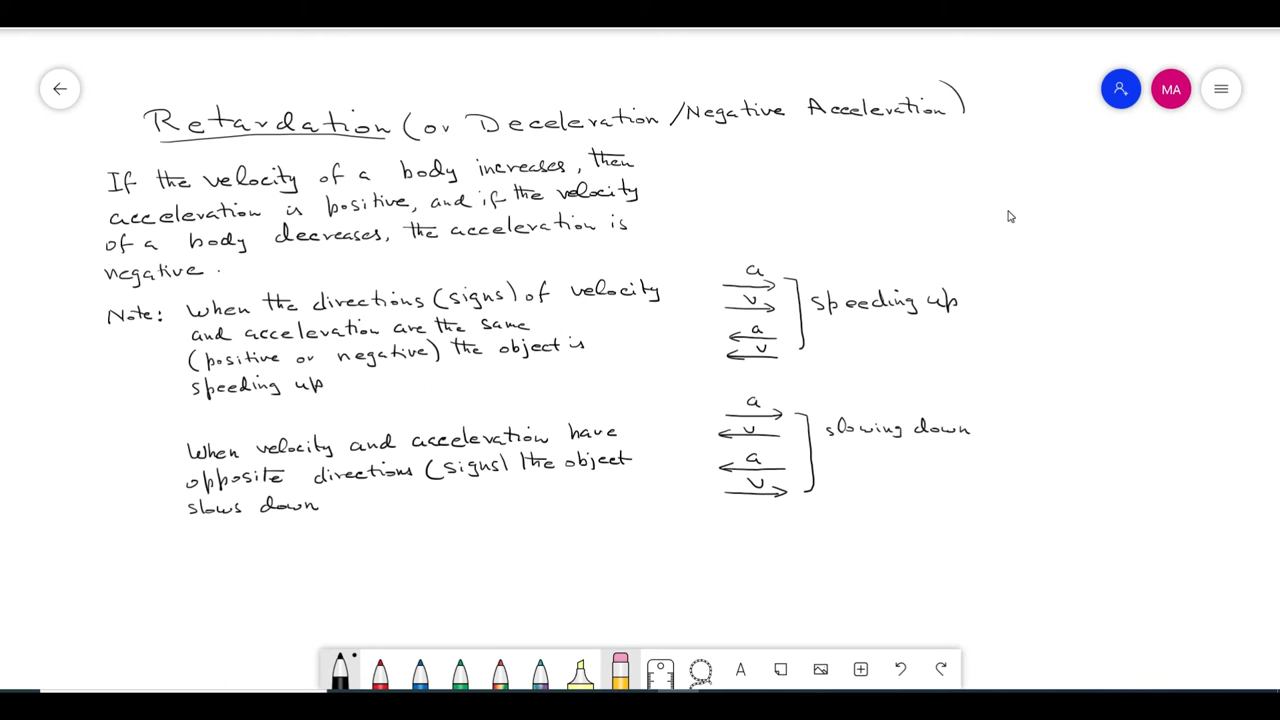 Retardation (or Deceleration /Negative Acceleration)
MA
If the velocity of a body increases, then
acceleration is positive, and if the velocity
of a body decreases, the acceleration is
negative.
Note: When the directions (signs) of velocity
and acceleration are the same
(positive or negative) the object is
speeding up
a
v
a
v
speeding up
When velocity and acceleration have
opposite directions (signs) the object
slows down
a
v
a
v
slowing down
A